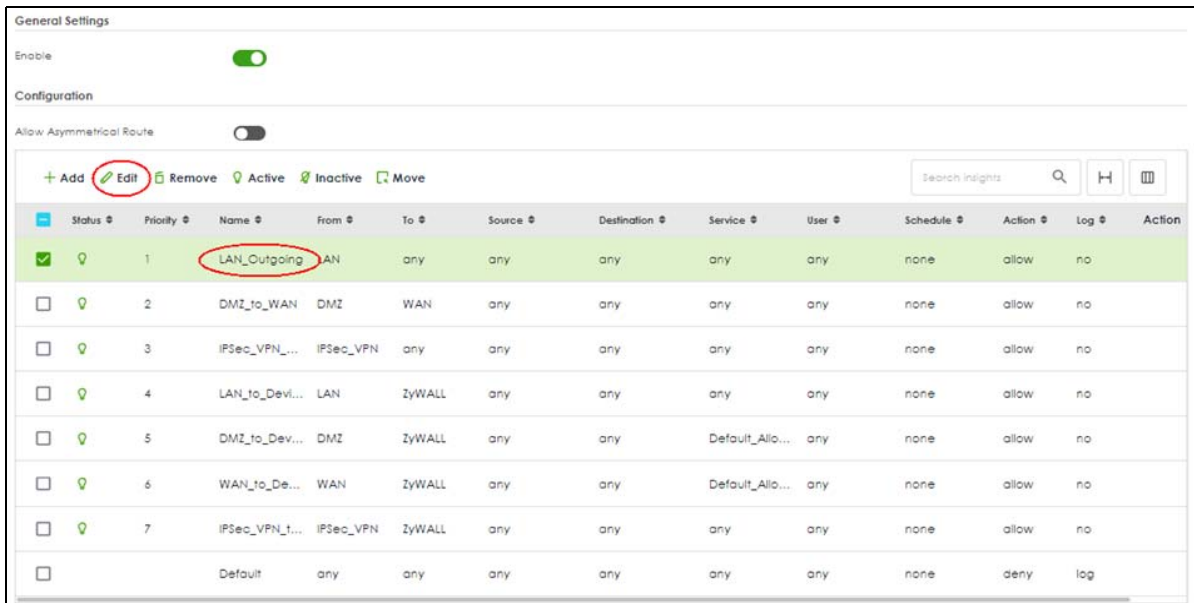 General Settings
Enable
Configuration
Allow Asymmetrical Route
Add Edit Remove Active Inactive Move Search insights
Status Priority Name From To Source Destination Service User Schedule Action Log Action
1 LAN_Outgoing LAN any any any any any none allow no
2 DMZ_to_WAN DMZ WAN any any any any none allow no
3 IPSec_VPN_... IPSec_VPN any any any any any none allow no
4 LAN_to_Devi... LAN ZyWALL any any any any none allow no
5 DMZ_to_Dev... DMZ ZyWALL any any Default_Allo... any none allow no
6 WAN_to_De... WAN ZyWALL any any Default_Allo... any none allow no
7 IPSec_VPN_t... IPSec_VPN ZyWALL any any any any none allow no
Default any any any any any any none deny log